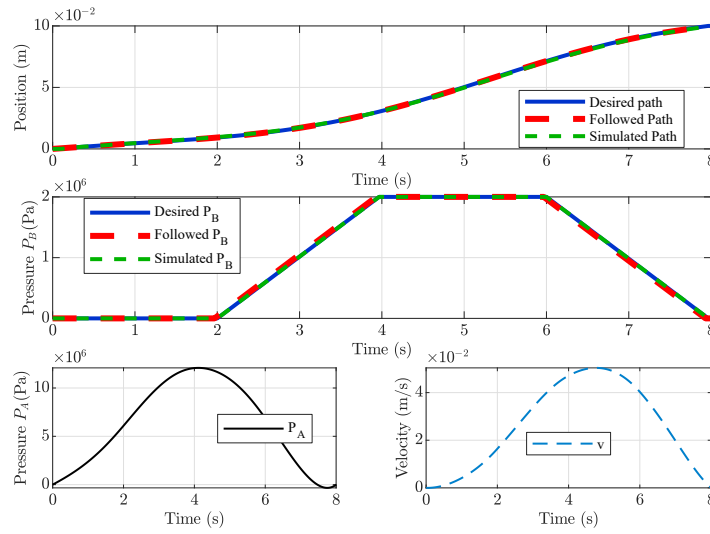 ×10⁻²
10
5
0
Position (m)
0 1 2 3 4 5 6 7 8
Time (s)
Desired path
Followed Path
Simulated Path
×10⁶
2
1
0
Pressure P_B(Pa)
0 1 2 3 4 5 6 7 8
Time (s)
Desired P_B
Followed P_B
Simulated P_B
×10⁶
10
5
0
Pressure P_A(Pa)
0 2 4 6 8
Time (s)
P_A
×10⁻²
4
2
0
Velocity (m/s)
0 2 4 6 8
Time (s)
v